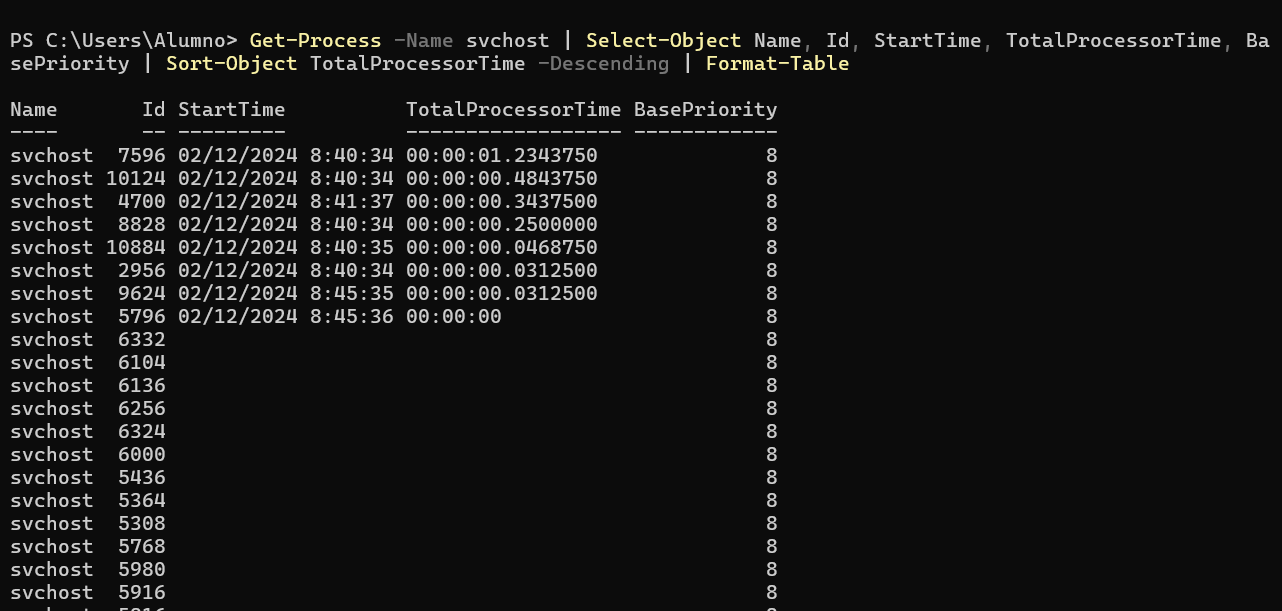 PS C:\Users\Alumno> Get-Process -Name svchost | Select-Object Name, Id, StartTime, TotalProcessorTime, Ba
sePriority | Sort-Object TotalProcessorTime -Descending | Format-Table
Name Id StartTime TotalProcessorTime BasePriority
---- -- --------- ------------------ ------------
svchost 7596 02/12/2024 8:40:34 00:00:01.2343750 8
svchost 10124 02/12/2024 8:40:34 00:00:00.4843750 8
svchost 4700 02/12/2024 8:41:37 00:00:00.3437500 8
svchost 8828 02/12/2024 8:40:34 00:00:00.2500000 8
svchost 10884 02/12/2024 8:40:35 00:00:00.0468750 8
svchost 2956 02/12/2024 8:40:34 00:00:00.0312500 8
svchost 9624 02/12/2024 8:45:35 00:00:00.0312500 8
svchost 5796 02/12/2024 8:45:36 00:00:00 8
svchost 6332 8
svchost 6104 8
svchost 6136 8
svchost 6256 8
svchost 6324 8
svchost 6000 8
svchost 5436 8
svchost 5364 8
svchost 5308 8
svchost 5768 8
svchost 5980 8
svchost 5916 8